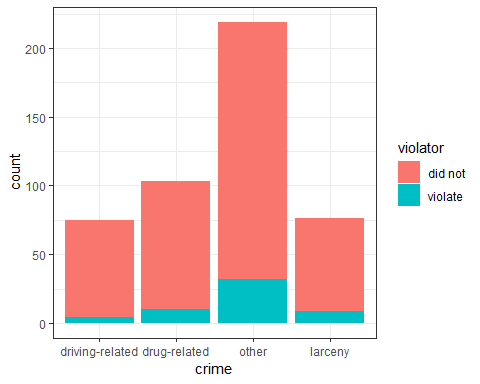 200
150
100
50
0
count
driving-related drug-related other larceny
crime
violator
did not
violate